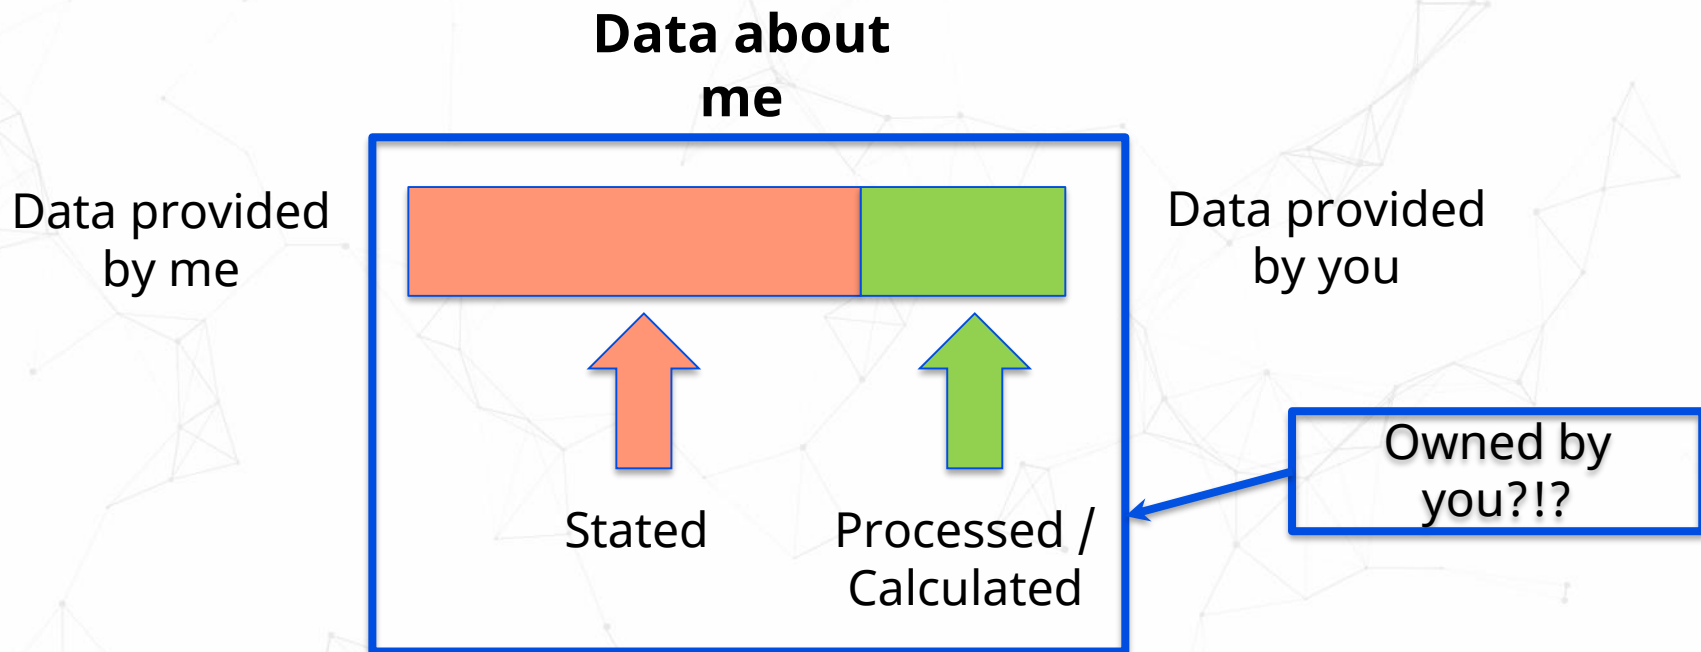 Data about
me
Data provided
by me
Data provided
by you
Stated
Processed /
Calculated
Owned by
you?!?